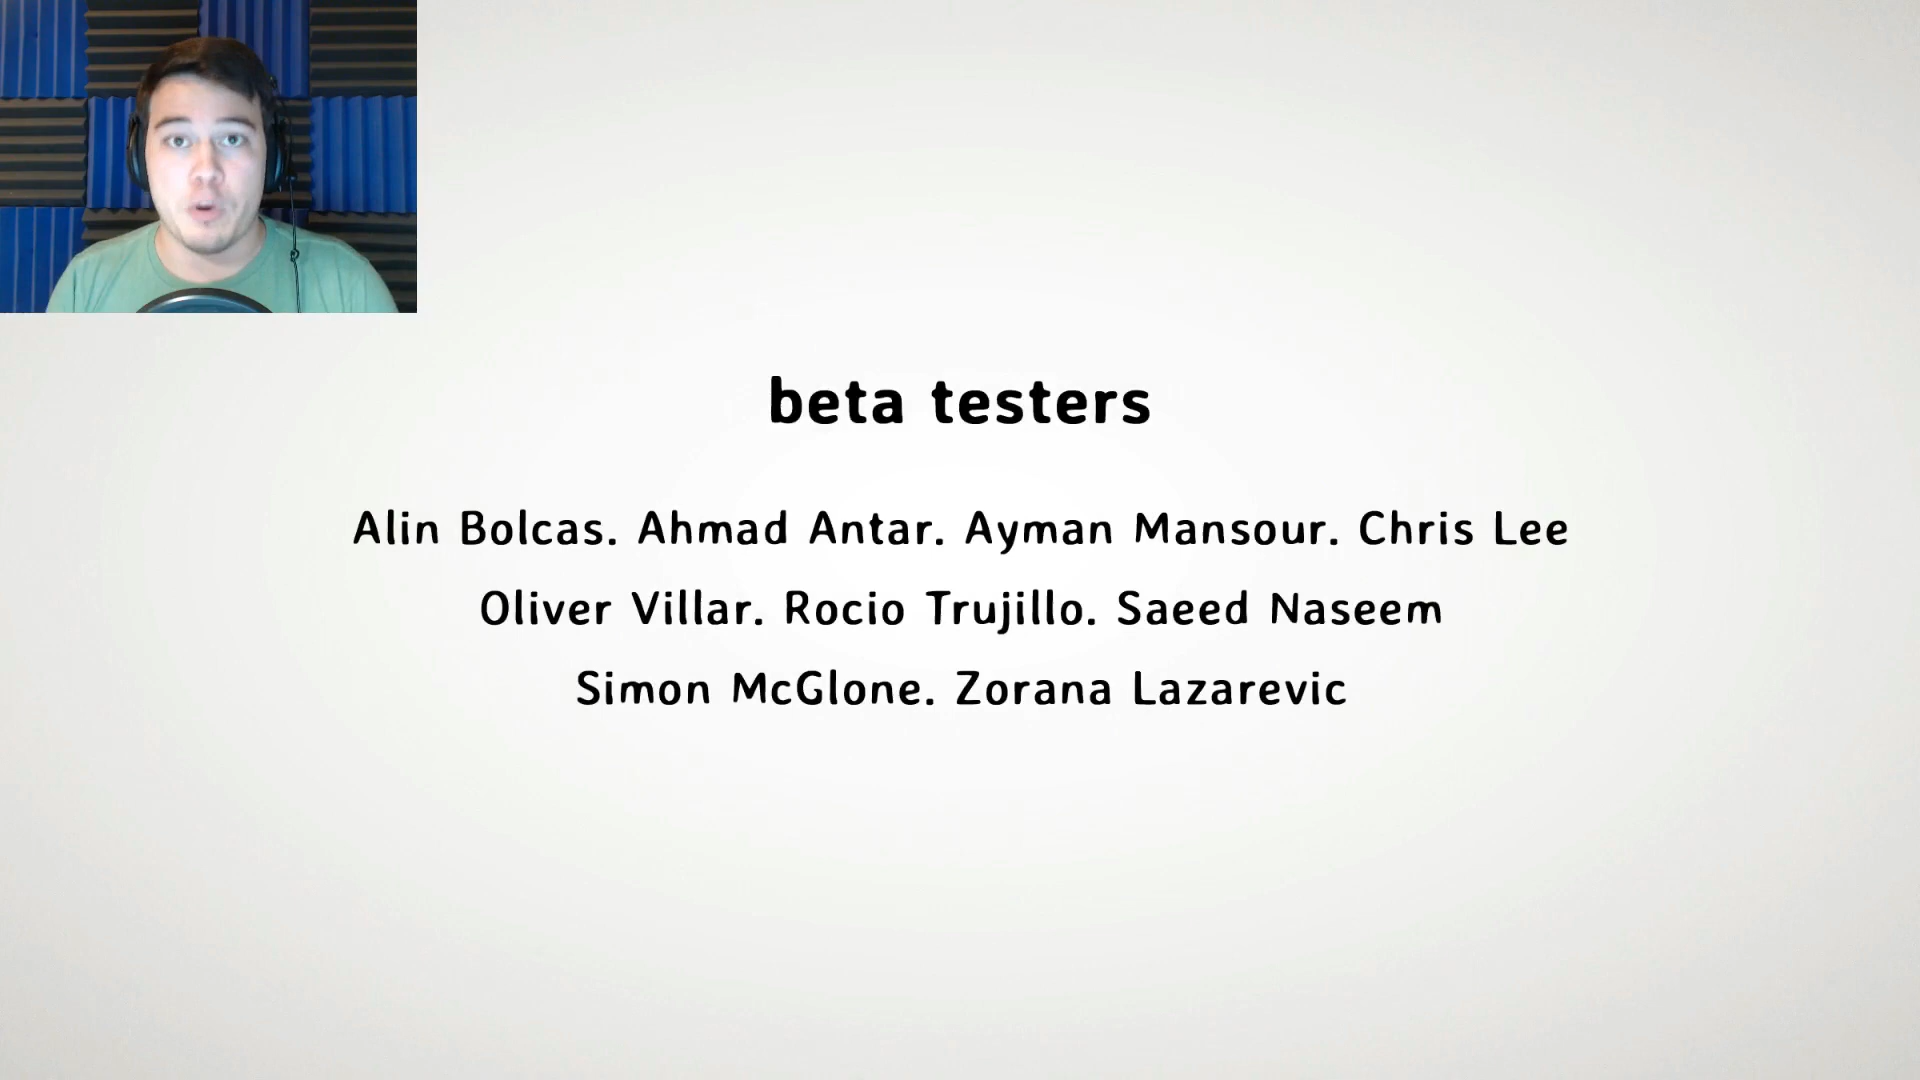 beta testers
Alin Bolcas. Ahmad Antar. Ayman Mansour. Chris Lee
Oliver Villar. Rocio Trujillo. Saeed Naseem
Simon McGlone. Zorana Lazarevic